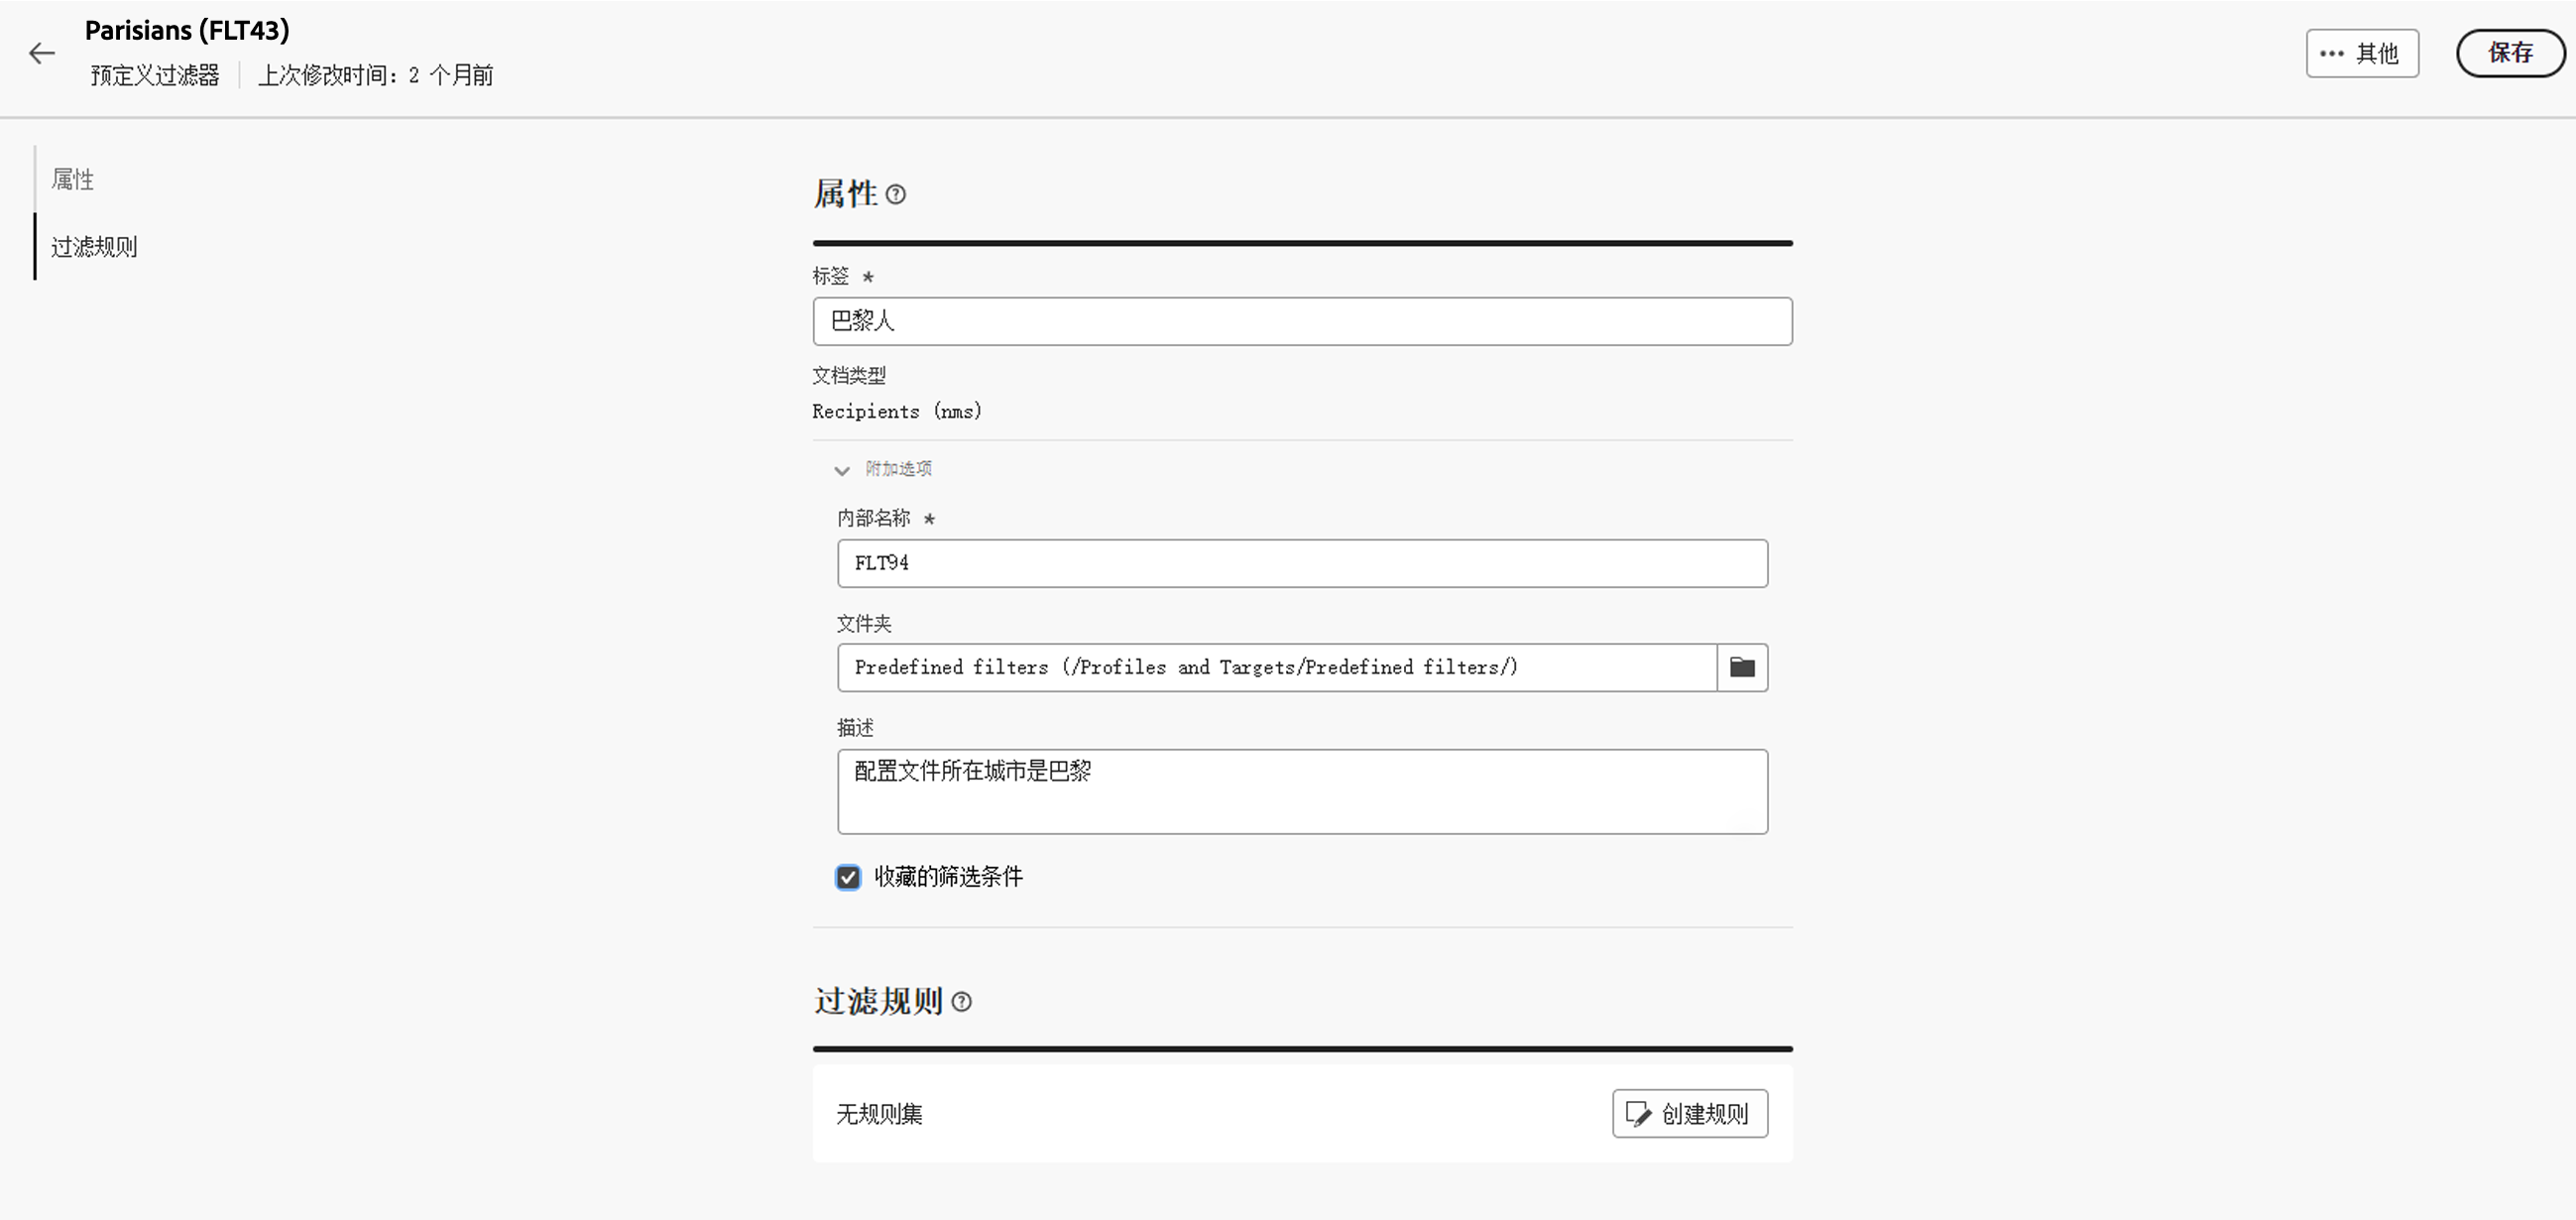 Parisians (FLT43)
预定义过滤器 上次修改时间：2 个月前
··· 其他
保存
属性
过滤规则
属性
标签 *
巴黎人
文档类型
Recipients (nms)
附加选项
内部名称 *
FLT94
文件夹
Predefined filters (/Profiles and Targets/Predefined filters/)
描述
配置文件所在城市是巴黎
收藏的筛选条件
过滤规则
无规则集
创建规则